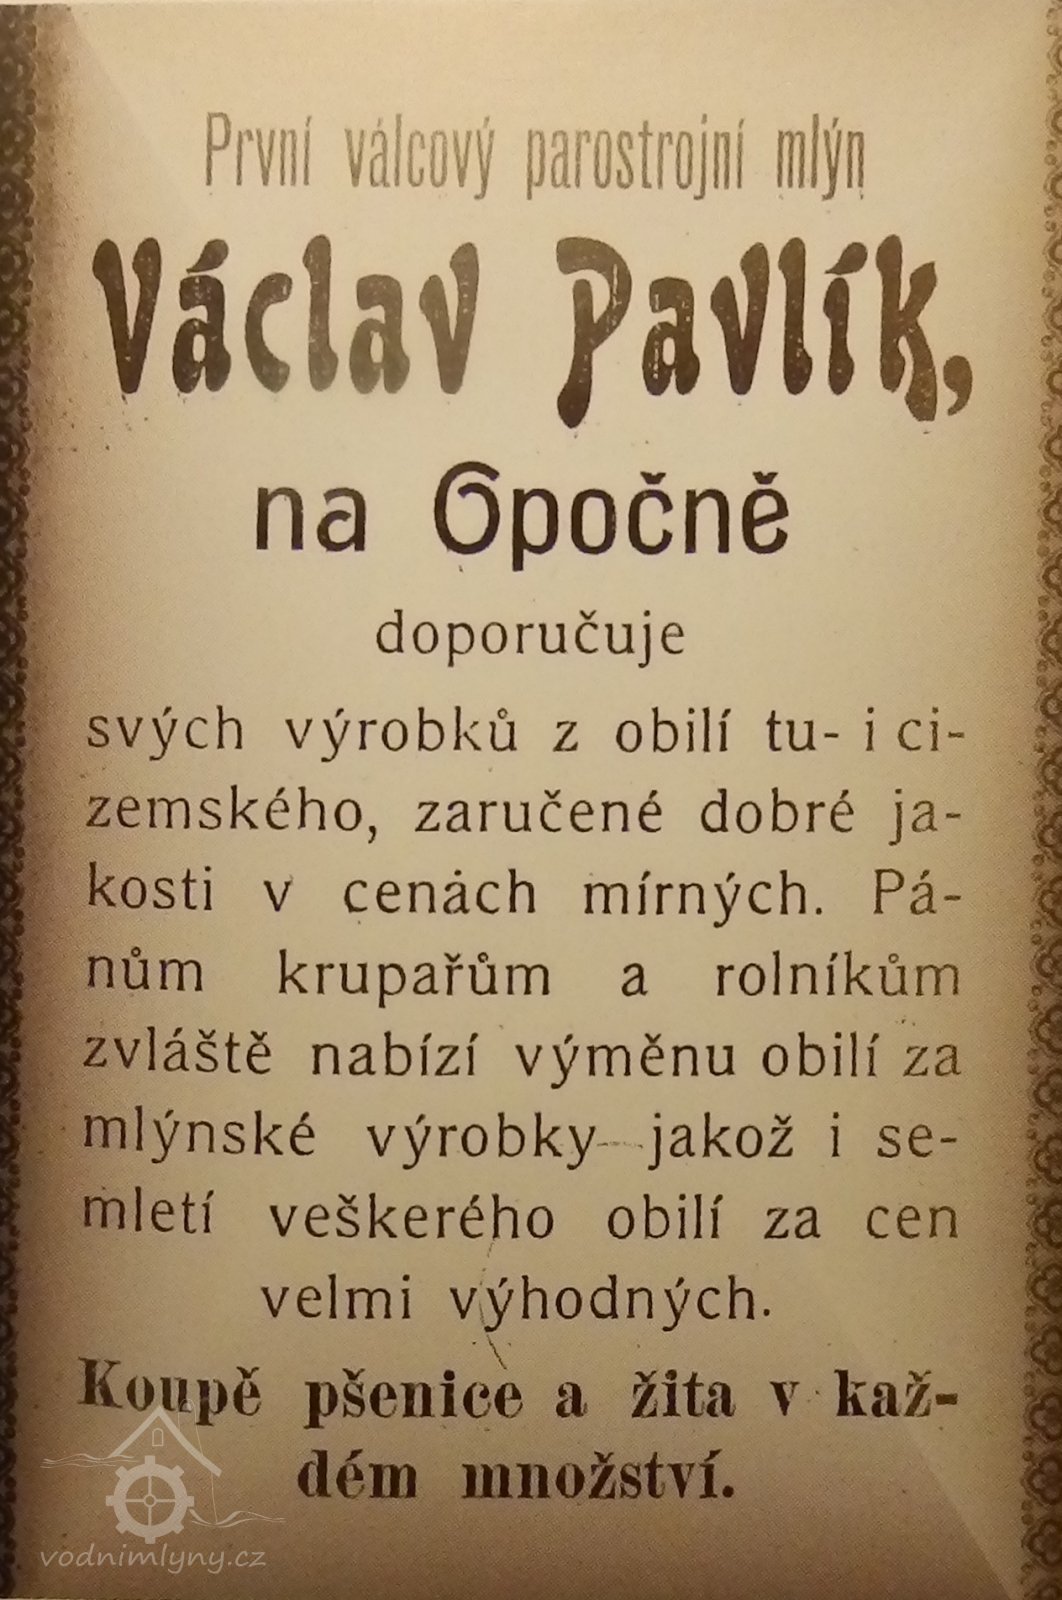 První válcový parostrojní mlýn
Václav Pavlík,
na Opočně
doporučuje
svých výrobků z obilí tu- i ci-
zemského, zaručené dobré ja-
kosti v cenách mírných. Pá-
nům krupařům a rolníkům
zvláště nabízí výměnu obilí za
mlýnské výrobky jakož i se-
mletí veškerého obilí za cen
velmi výhodných.
Koupě pšenice a žita v kaž-
dém množství.
vodnimlyny.cz